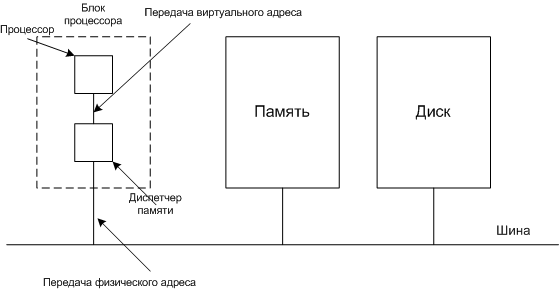 Блок
процессора
Передача виртуального адреса
Процессор
Память
Диск
Диспетчер
памяти
Шина
Передача физического адреса